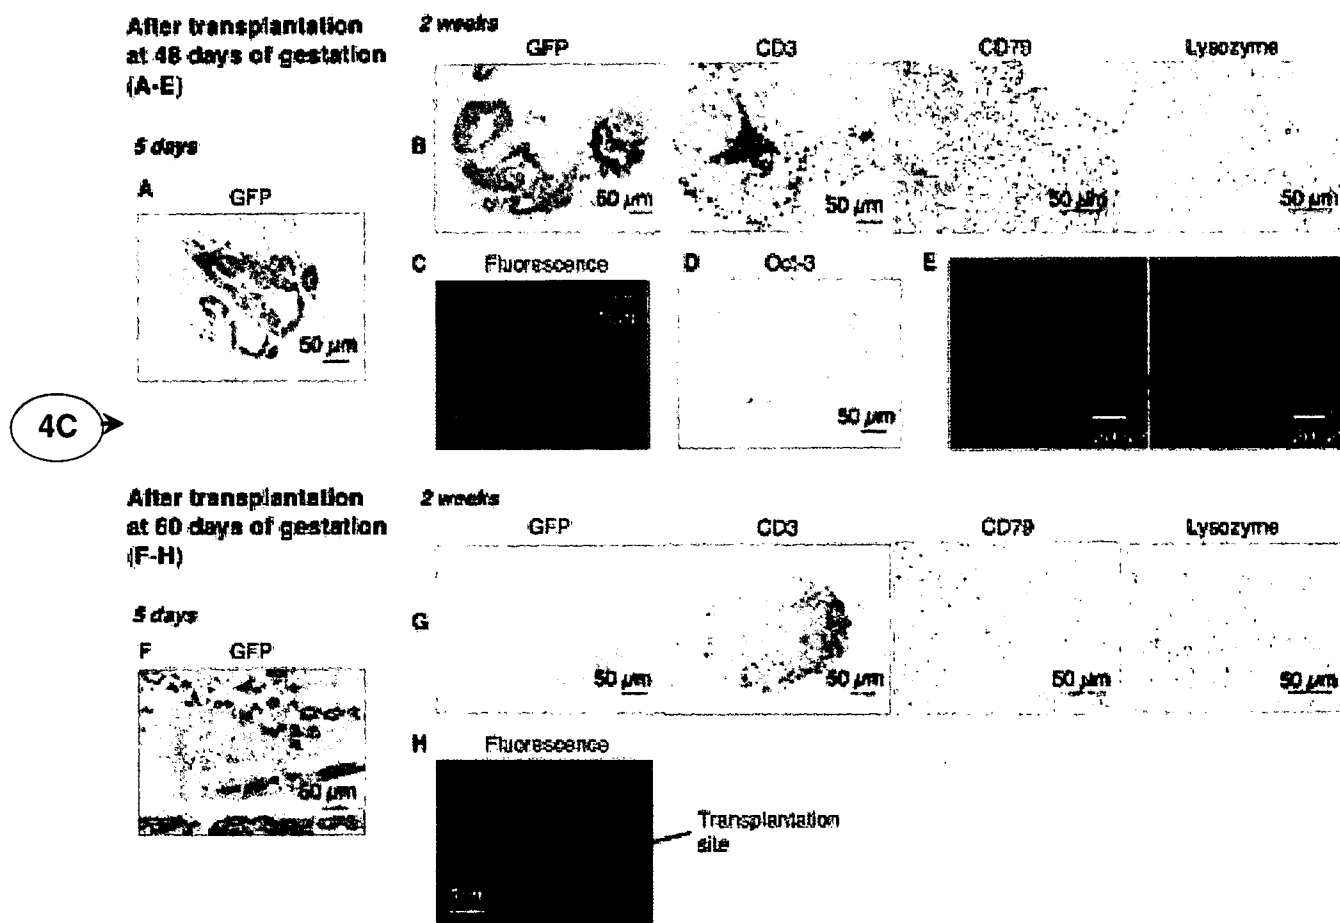 After transplantation
at 48 days of gestation
(A-E)
2 weeks
GFP
CD3
CD79
Lysozyme
5 days
B
50 µm
50 µm
50 µm
50 µm
A
GFP
50 µm
C
Fluorescence
D
Oct-3
50 µm
E
4C
After transplantation
at 60 days of gestation
(F-H)
2 weeks
GFP
CD3
CD79
Lysozyme
5 days
G
50 µm
50 µm
50 µm
50 µm
F
GFP
50 µm
H
Fluorescence
Transplantation
site